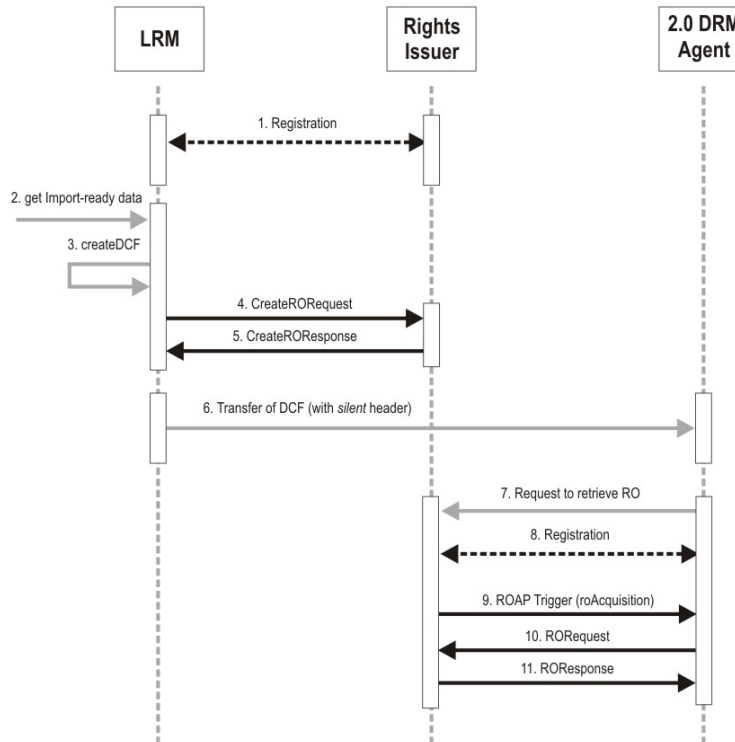 LRM
Rights
Issuer
2.0 DRM
Agent
1. Registration
2. get Import-ready data
3. createDCF
4. CreateRORequest
5. CreateROResponse
6. Transfer of DCF (with silent header)
7. Request to retrieve RO
8. Registration
9. ROAP Trigger (roAcquisition)
10. RORequest
11. ROResponse